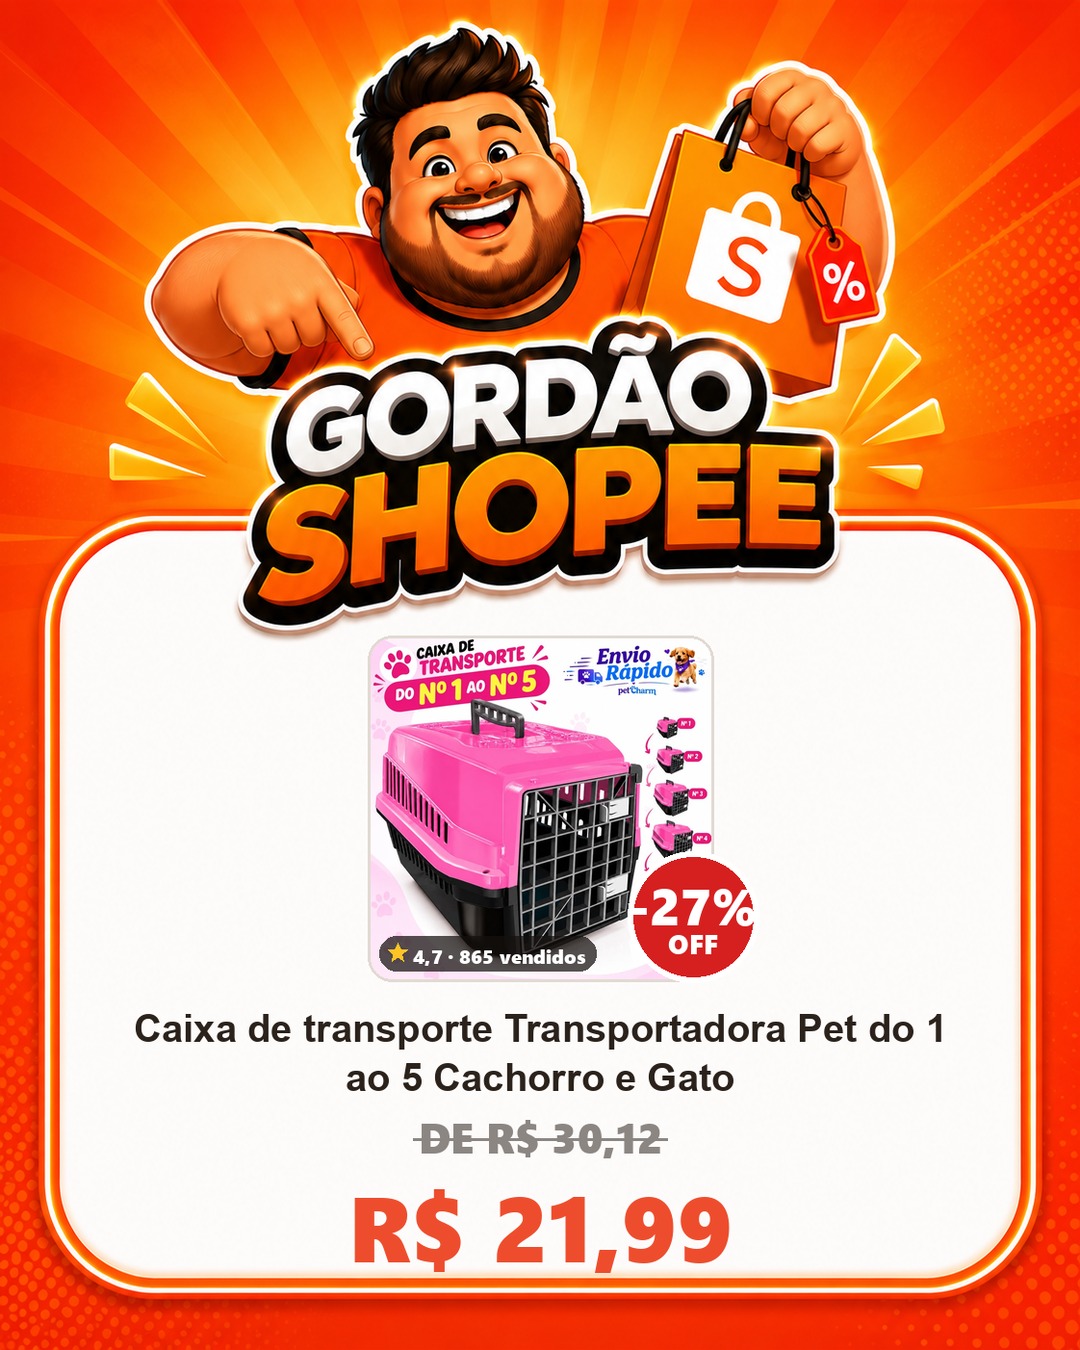 S
%
GORDÃO
SHOPEE
CAIXA DE
TRANSPORTE
DO Nº 1 AO Nº 5
Envio
Rápido
petCharm
Nº 1
Nº 2
Nº 3
Nº 4
-27%
OFF
4,7 · 865 vendidos
Caixa de transporte Transportadora Pet do 1
ao 5 Cachorro e Gato
DE R$ 30,12
R$ 21,99